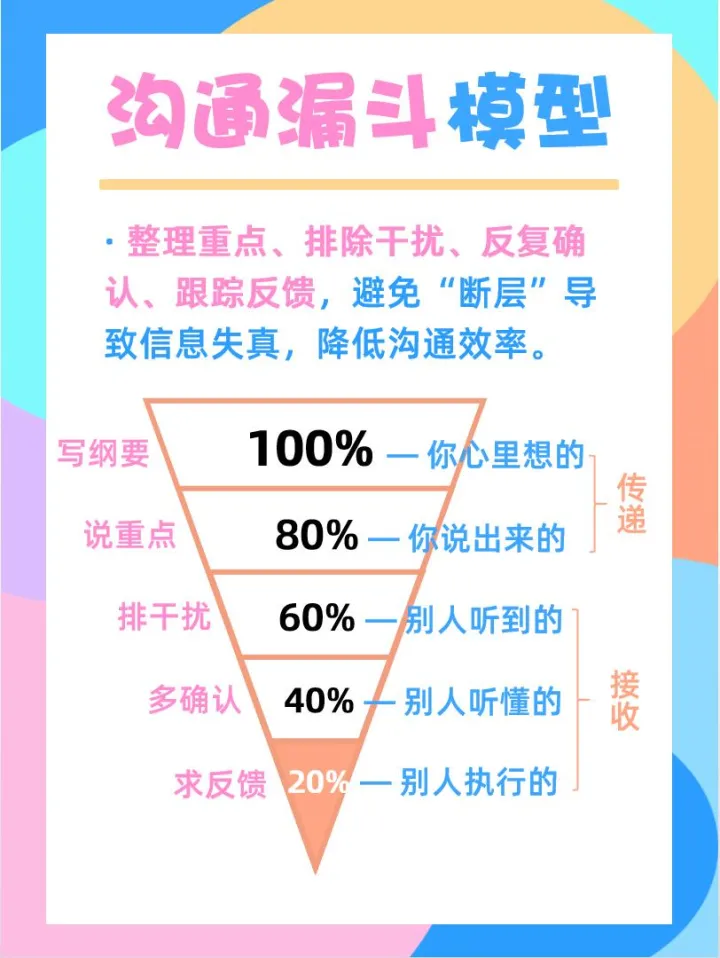 沟通漏斗模型
· 整理重点、排除干扰、反复确
认、跟踪反馈，避免“断层”导
致信息失真，降低沟通效率。
写纲要 100% — 你心里想的
传递
说重点 80% — 你说出来的
排干扰 60% — 别人听到的
多确认 40% — 别人听懂的
接收
求反馈 20% — 别人执行的